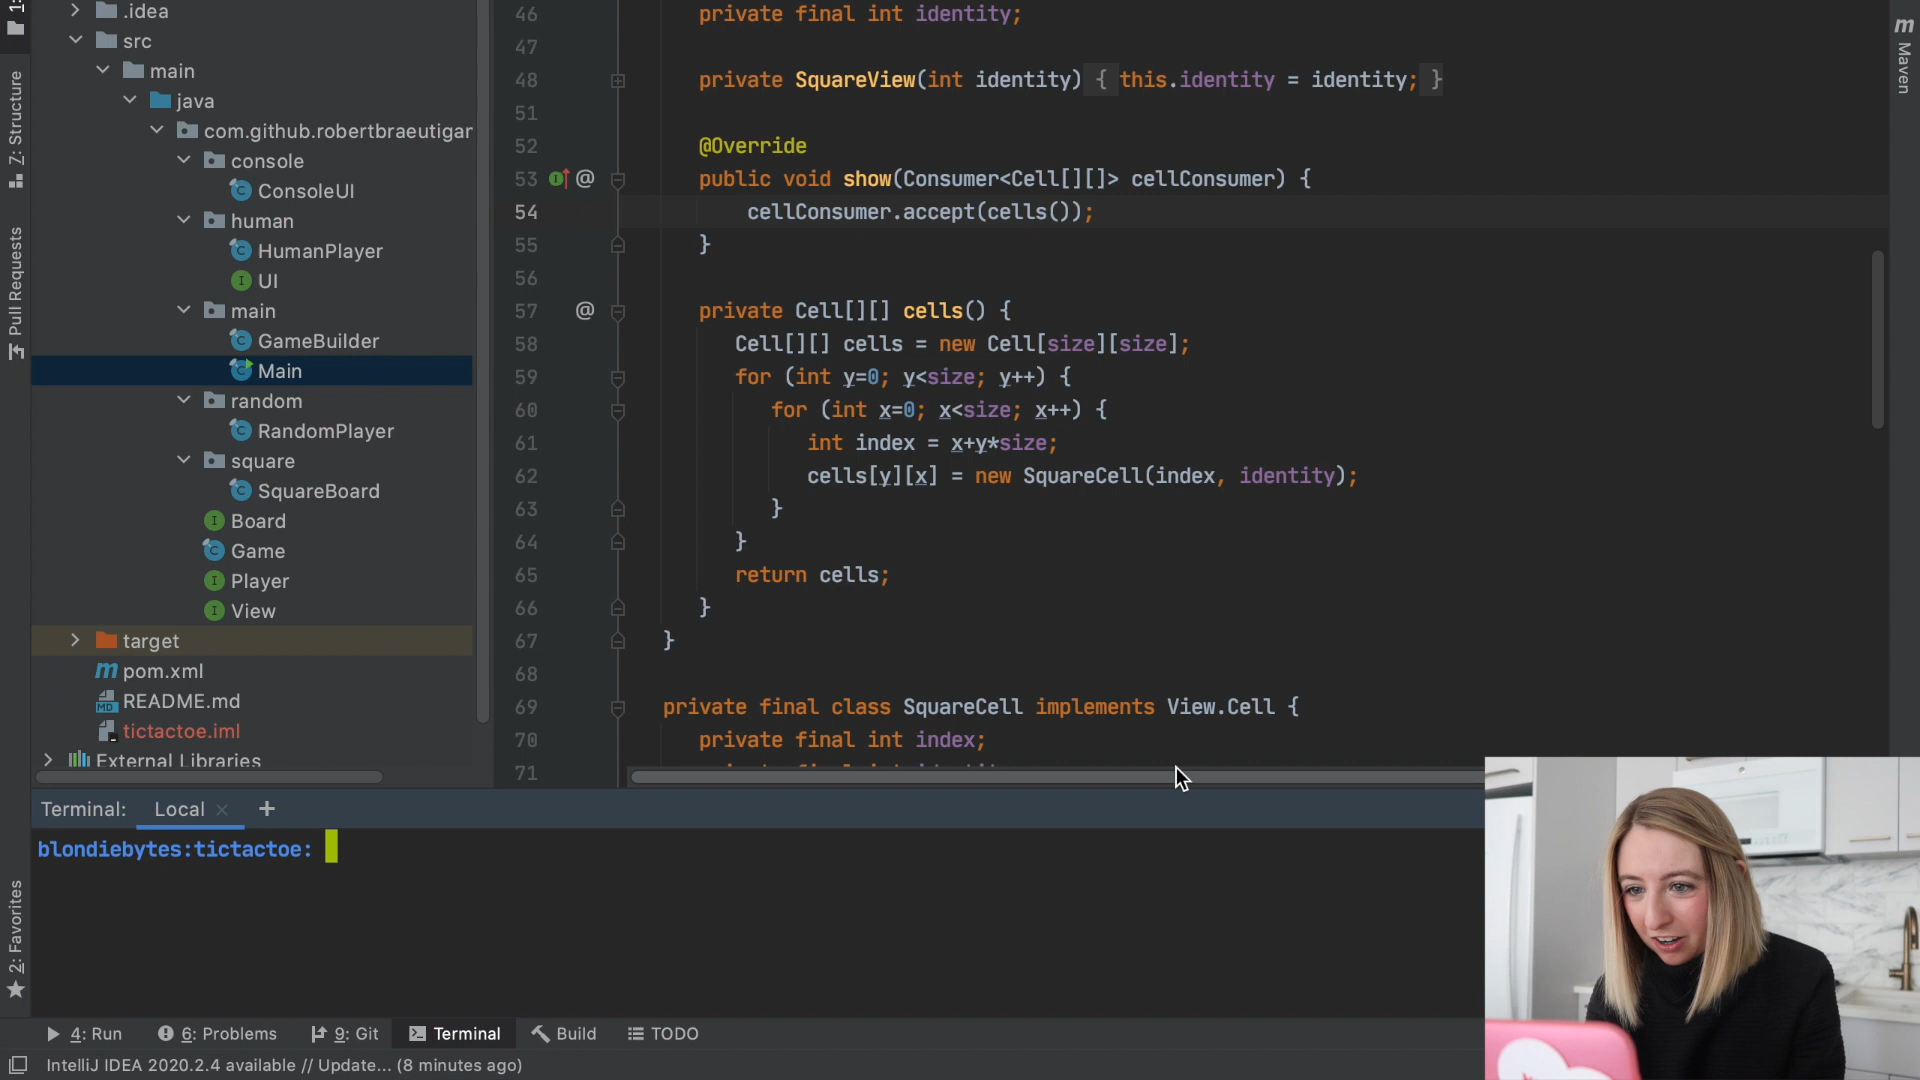 .idea
src
main
java
com.github.robertbraeutigar
console
ConsoleUI
human
HumanPlayer
UI
main
GameBuilder
Main
random
RandomPlayer
square
SquareBoard
Board
Game
Player
View
target
pom.xml
README.md
tictactoe.iml
External Libraries
7: Structure
Pull Requests
2: Favorites
46 private final int identity;
47
48 private SquareView(int identity) { this.identity = identity; }
51
52 @Override
53 public void show(Consumer<Cell[][]> cellConsumer) {
54 cellConsumer.accept(cells());
55 }
56
57 private Cell[][] cells() {
58 Cell[][] cells = new Cell[size][size];
59 for (int y=0; y<size; y++) {
60 for (int x=0; x<size; x++) {
61 int index = x+y*size;
62 cells[y][x] = new SquareCell(index, identity);
63 }
64 }
65 return cells;
66 }
67 }
68
69 private final class SquareCell implements View.Cell {
70 private final int index;
71
Maven
Terminal: Local +
blondiebytes:tictactoe:
4: Run 6: Problems 9: Git Terminal Build TODO
IntelliJ IDEA 2020.2.4 available // Update... (8 minutes ago)